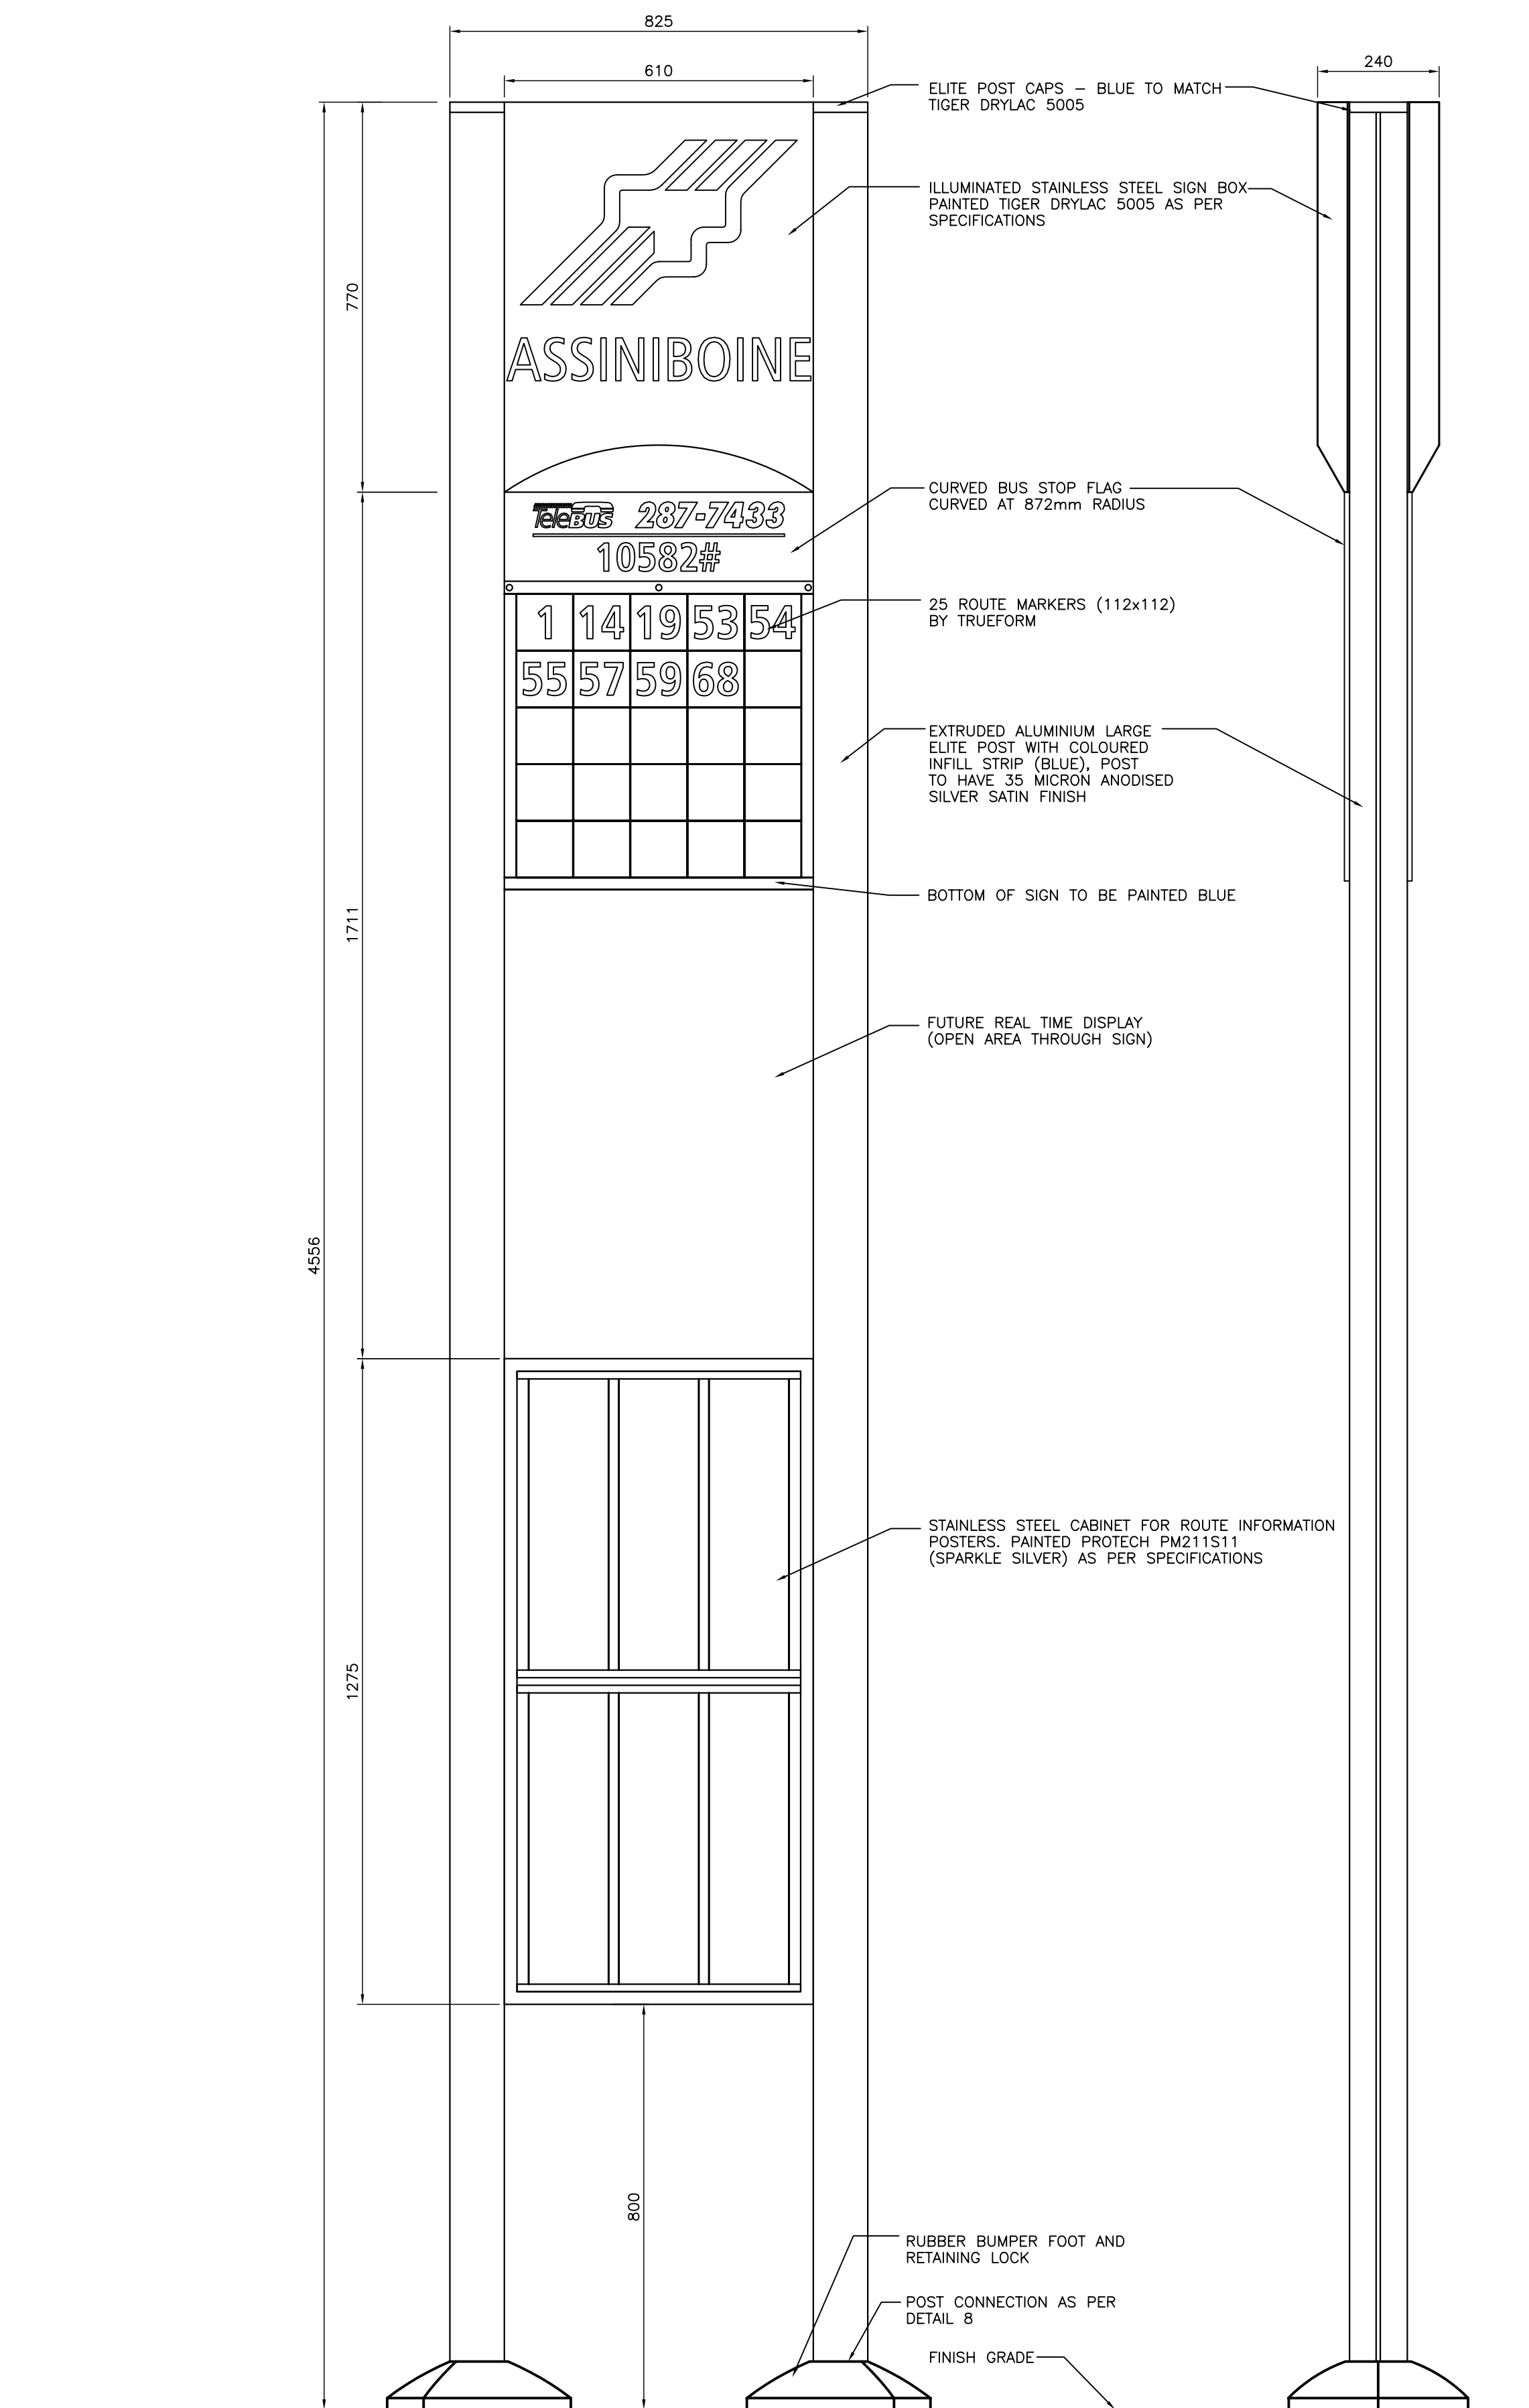 825
610
240
ELITE POST CAPS – BLUE TO MATCH
TIGER DRYLAC 5005
ILLUMINATED STAINLESS STEEL SIGN BOX
PAINTED TIGER DRYLAC 5005 AS PER
SPECIFICATIONS
770
ASSINIBOINE
CURVED BUS STOP FLAG
CURVED AT 872mm RADIUS
TeleBUS 287-7433
10582#
25 ROUTE MARKERS (112x112)
BY TRUEFORM
1 14 19 53 54
55 57 59 68
EXTRUDED ALUMINIUM LARGE
ELITE POST WITH COLOURED
INFILL STRIP (BLUE), POST
TO HAVE 35 MICRON ANODISED
SILVER SATIN FINISH
BOTTOM OF SIGN TO BE PAINTED BLUE
1711
FUTURE REAL TIME DISPLAY
(OPEN AREA THROUGH SIGN)
4556
STAINLESS STEEL CABINET FOR ROUTE INFORMATION
POSTERS. PAINTED PROTECH PM211S11
(SPARKLE SILVER) AS PER SPECIFICATIONS
1275
800
RUBBER BUMPER FOOT AND
RETAINING LOCK
POST CONNECTION AS PER
DETAIL 8
FINISH GRADE